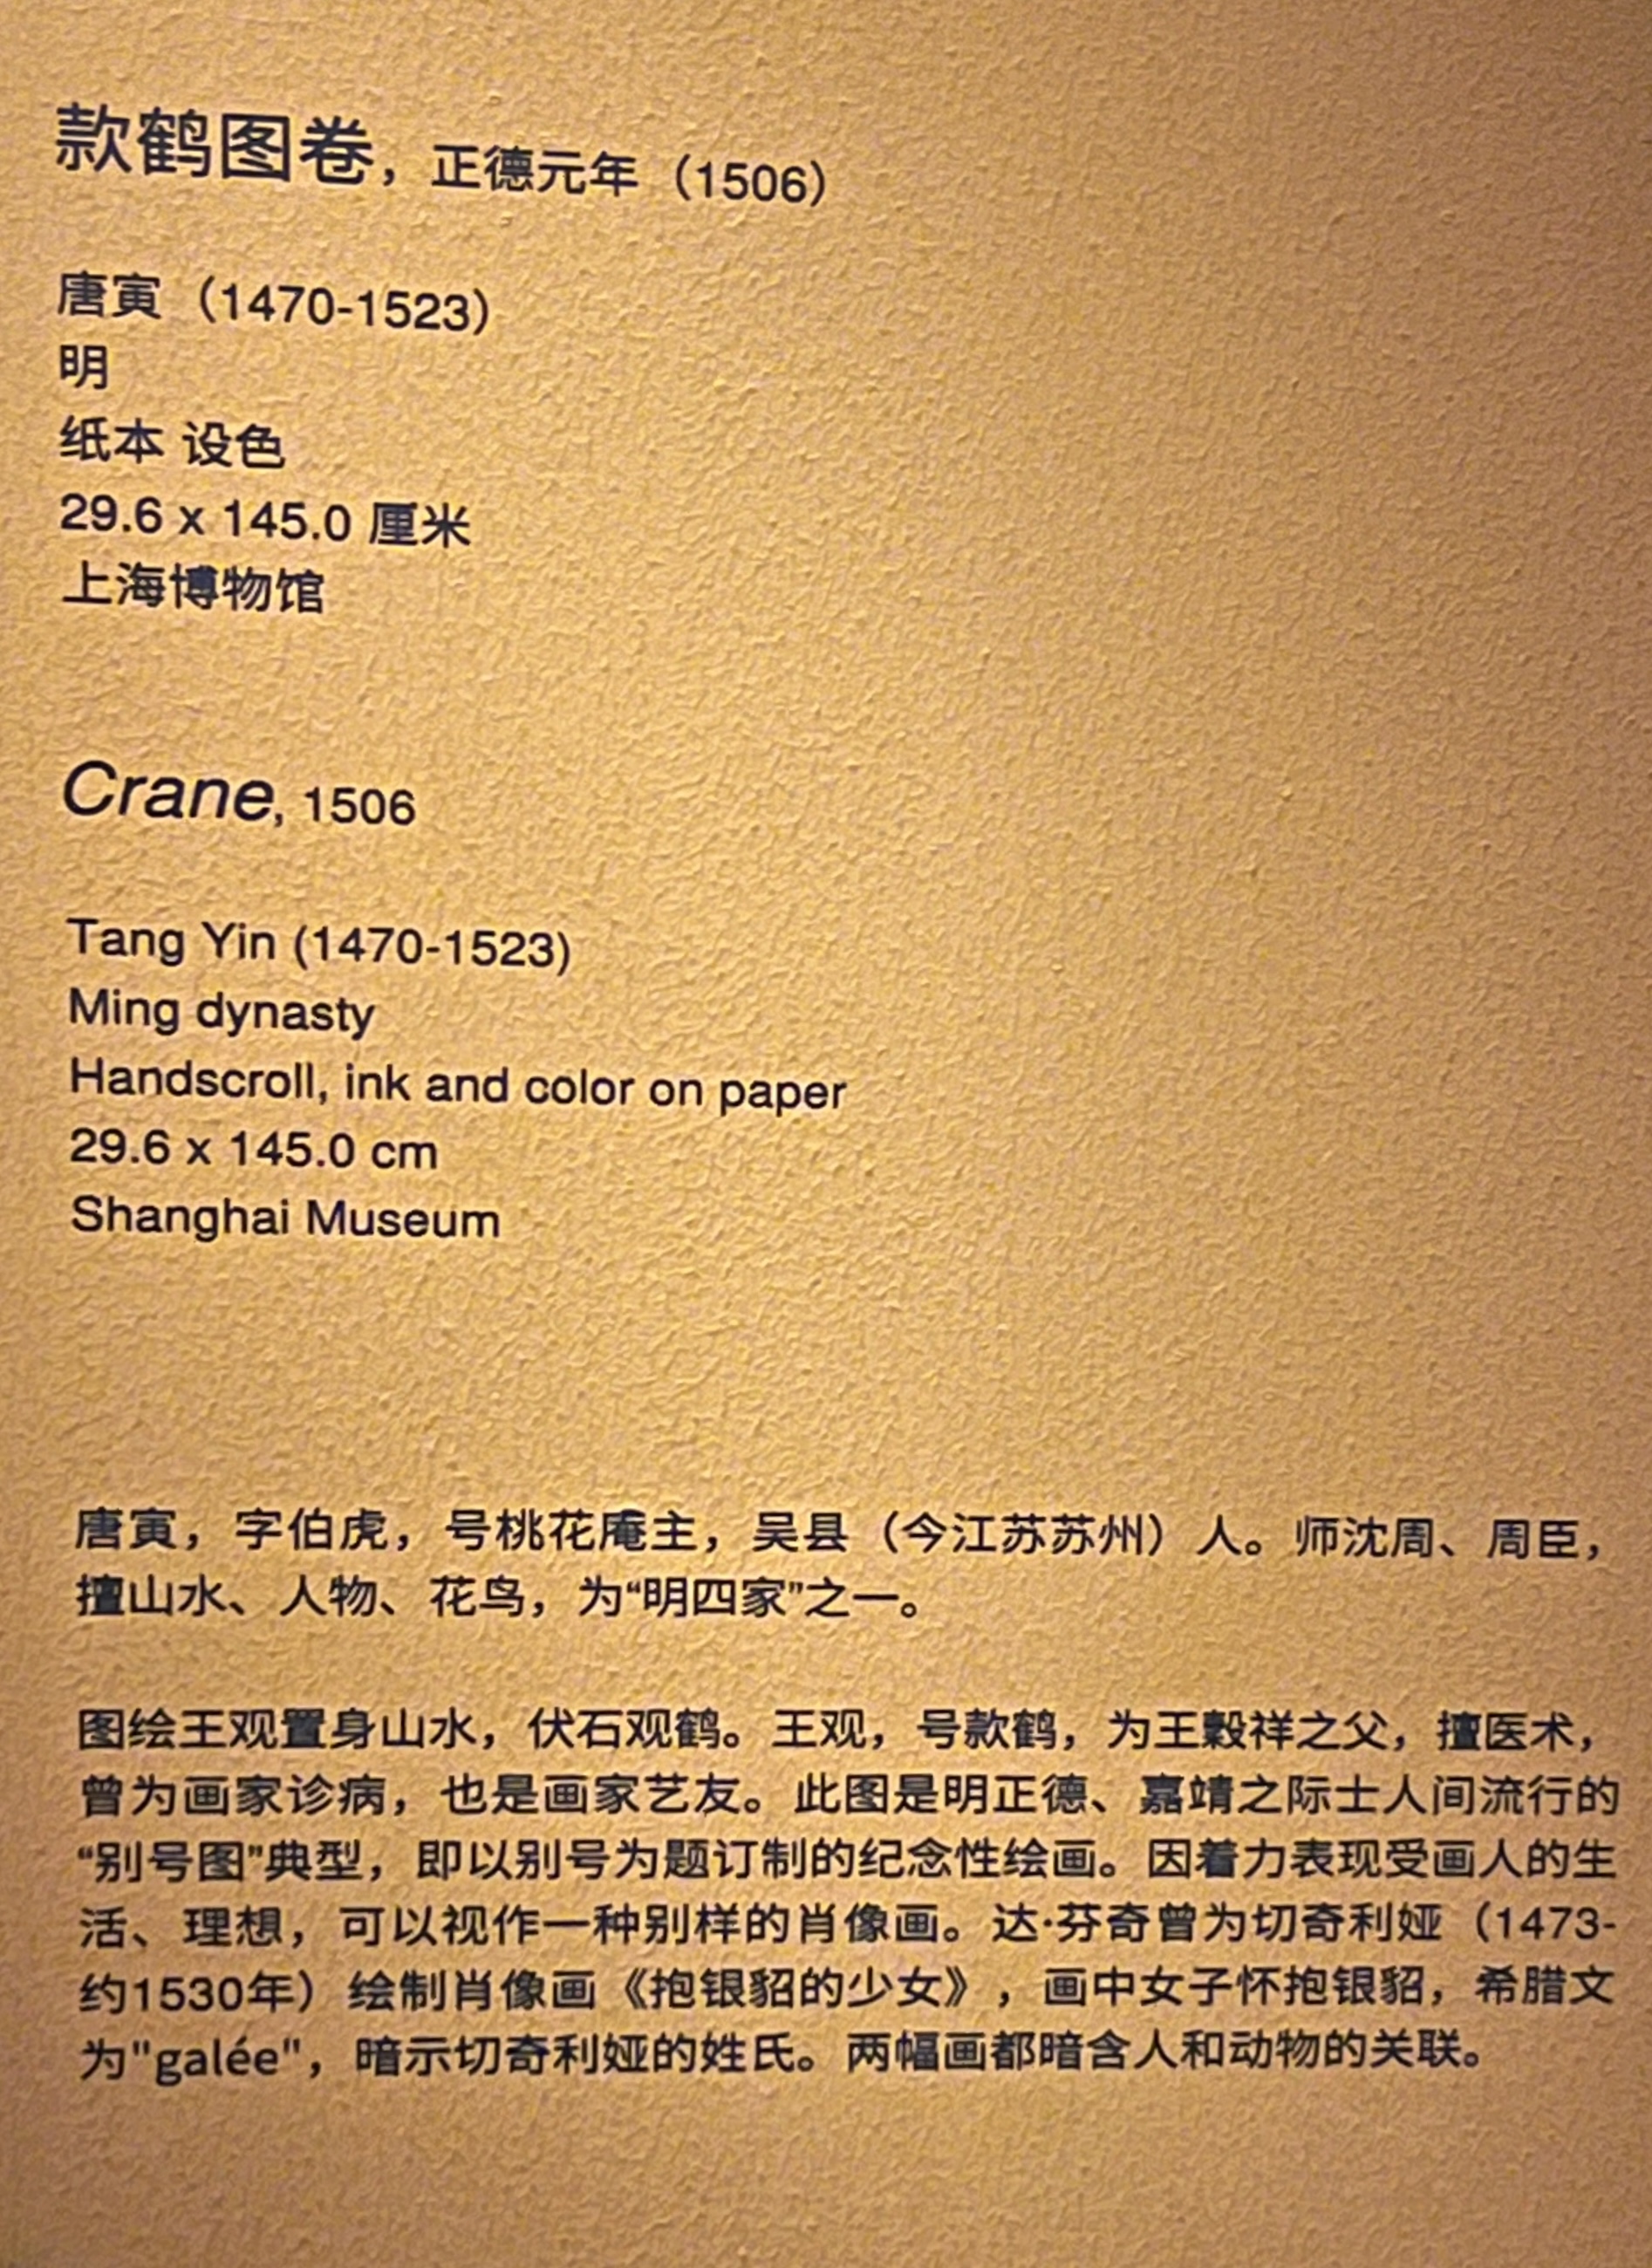 款鹤图卷，正德元年（1506）
唐寅（1470-1523）
明
纸本 设色
29.6 x 145.0 厘米
上海博物馆
Crane, 1506
Tang Yin (1470-1523)
Ming dynasty
Handscroll, ink and color on paper
29.6 x 145.0 cm
Shanghai Museum
唐寅，字伯虎，号桃花庵主，吴县（今江苏苏州）人。师沈周、周臣，
擅山水、人物、花鸟，为“明四家”之一。
图绘王观置身山水，伏石观鹤。王观，号款鹤，为王穀祥之父，擅医术，
曾为画家诊病，也是画家艺友。此图是明正德、嘉靖之际士人间流行的
“别号图”典型，即以别号为题订制的纪念性绘画。因着力表现受画人的生
活、理想，可以视作一种别样的肖像画。达·芬奇曾为切奇利娅（1473-
约1530年）绘制肖像画《抱银貂的少女》，画中女子怀抱银貂，希腊文
为"galée"，暗示切奇利娅的姓氏。两幅画都暗含人和动物的关联。